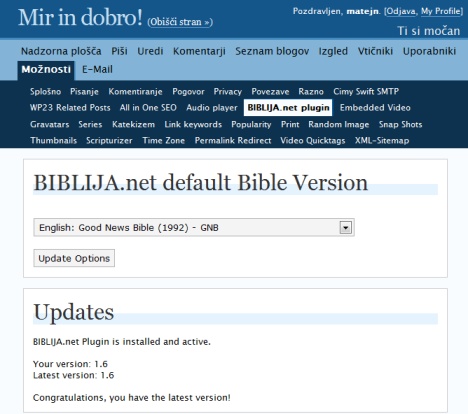 Mir in dobro! (Obišči stran »)
Pozdravljen, matejn. [Odjava, My Profile]
Ti si močan
Nadzorna plošča Piši Uredi Komentarji Seznam blogov Izgled Vtičniki Uporabniki
Možnosti E-Mail
Splošno Pisanje Komentiranje Pogovor Privacy Povezave Razno Cimy Swift SMTP
WP23 Related Posts All in One SEO Audio player BIBLIJA.net plugin Embedded Video
Gravatars Series Katekizem Link keywords Popularity Print Random Image Snap Shots
Thumbnails Scripturizer Time Zone Permalink Redirect Video Quicktags XML-Sitemap
BIBLIJA.net default Bible Version
English: Good News Bible (1992) - GNB
Update Options
Updates
BIBLIJA.net Plugin is installed and active.
Your version: 1.6
Latest version: 1.6
Congratulations, you have the latest version!